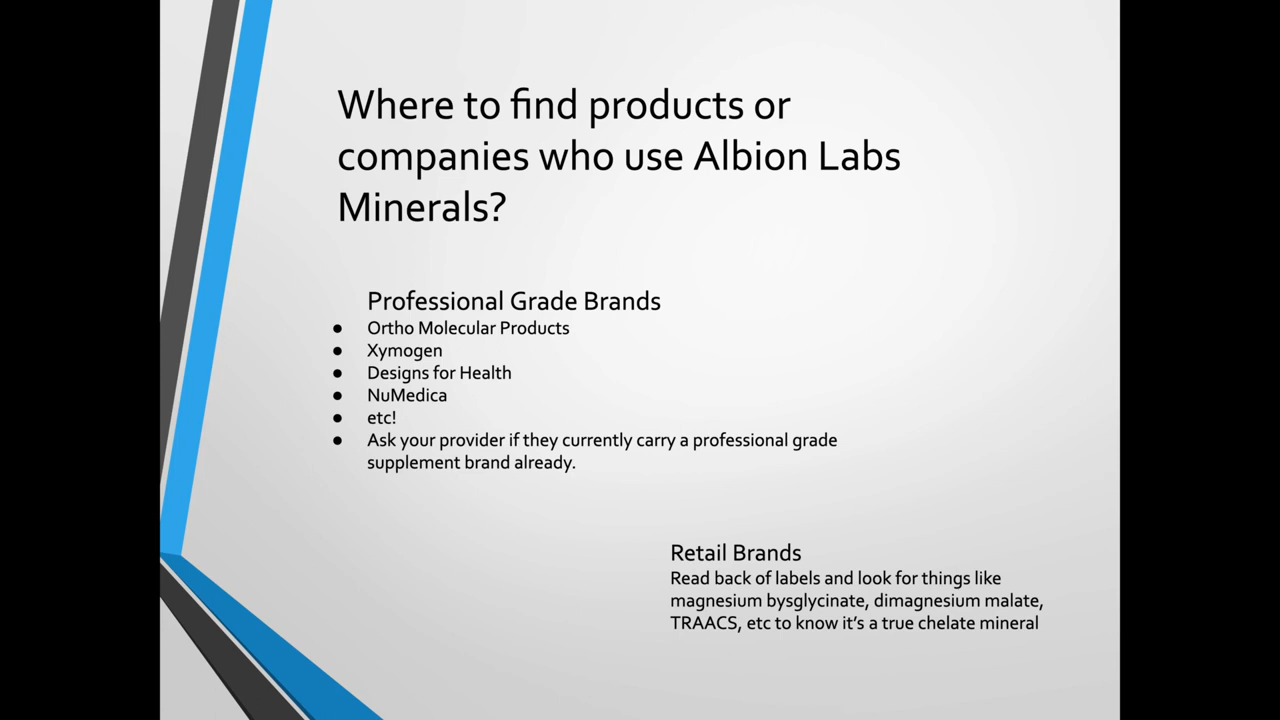 Where to find products or
companies who use Albion Labs
Minerals?
Professional Grade Brands
● Ortho Molecular Products
● Xymogen
● Designs for Health
● NuMedica
● etc!
● Ask your provider if they currently carry a professional grade
supplement brand already.
Retail Brands
Read back of labels and look for things like
magnesium bysglycinate, dimagnesium malate,
TRAACS, etc to know it’s a true chelate mineral